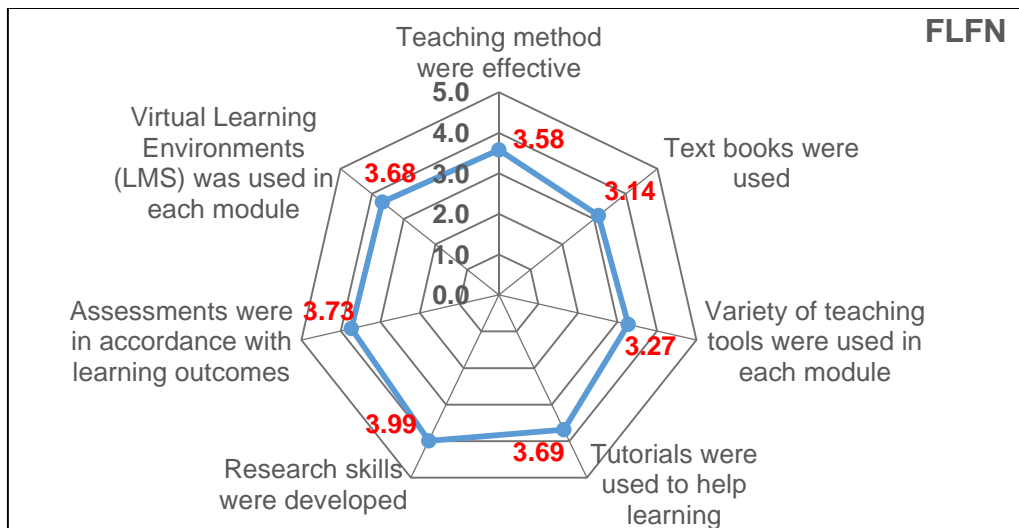 FLFN
Teaching method
were effective
5.0
4.0
3.0
2.0
1.0
0.0
3.58
Text books were
used
3.14
Variety of teaching
tools were used in
each module
3.27
Tutorials were
used to help
learning
3.69
Research skills
were developed
3.99
Assessments were
in accordance with
learning outcomes
3.73
Virtual Learning
Environments
(LMS) was used in
each module
3.68